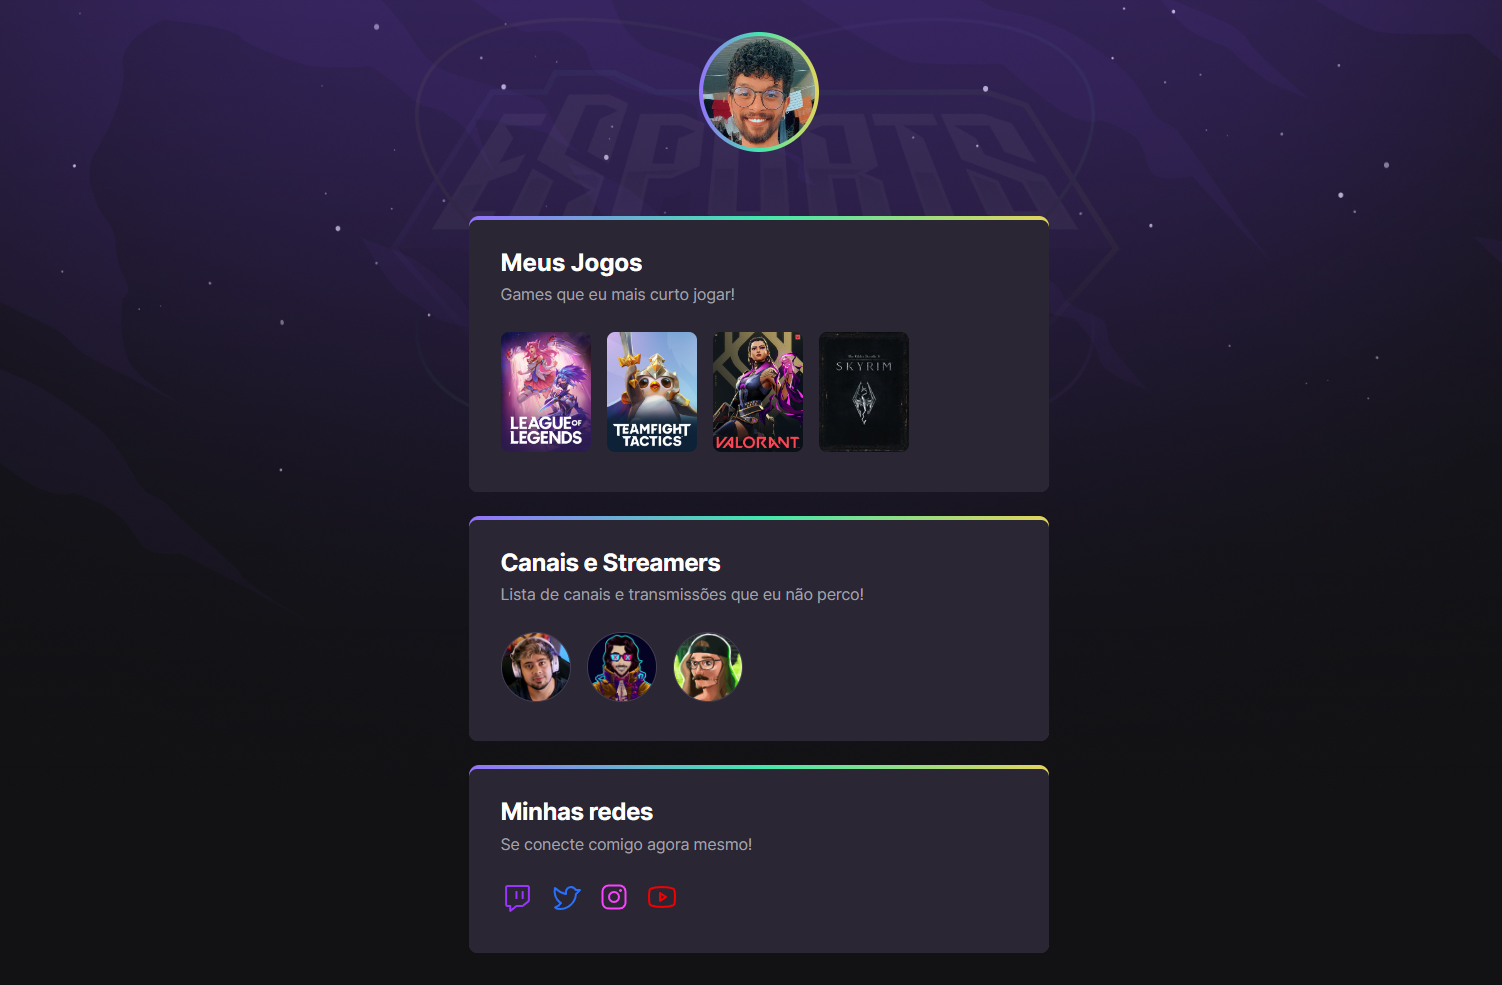 ESPORTS
Meus Jogos
Games que eu mais curto jogar!
LEAGUE OF
LEGENDS
TEAMFIGHT
TACTICS
VALORANT
SKYRIM
Canais e Streamers
Lista de canais e transmissões que eu não perco!
Minhas redes
Se conecte comigo agora mesmo!